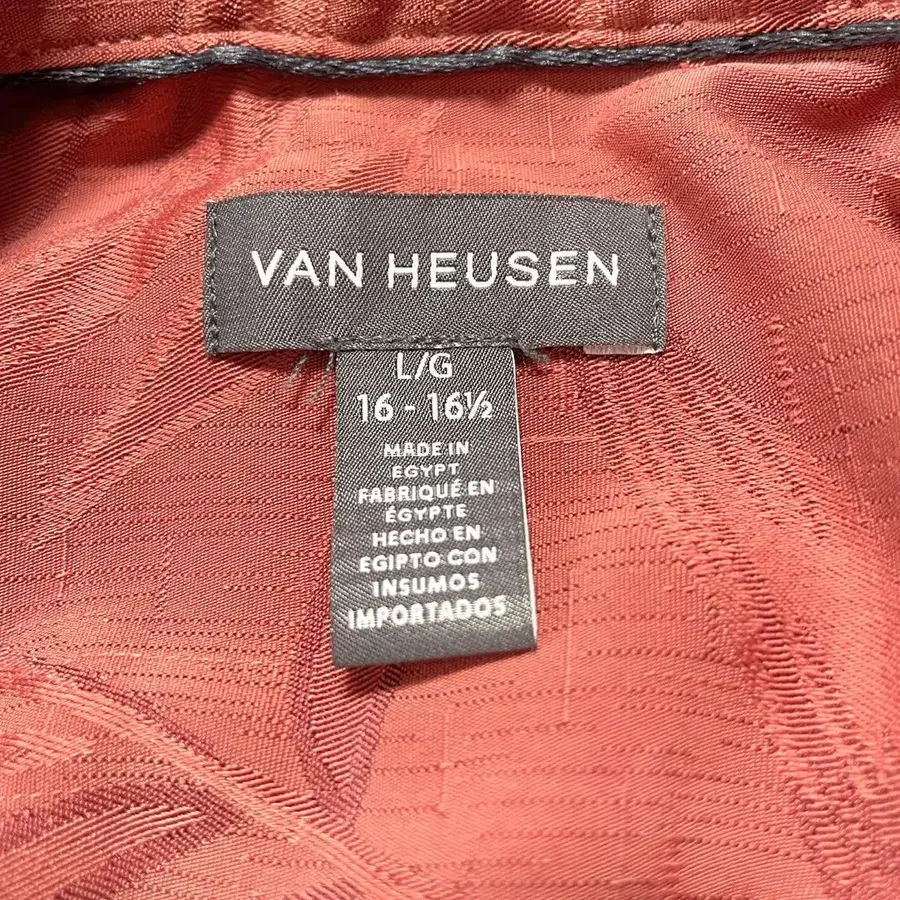 VAN HEUSEN
L/G
16 - 16½
MADE IN
EGYPT
FABRIQUÉ EN
ÉGYPTE
HECHO EN
EGIPTO CON
INSUMOS
IMPORTADOS